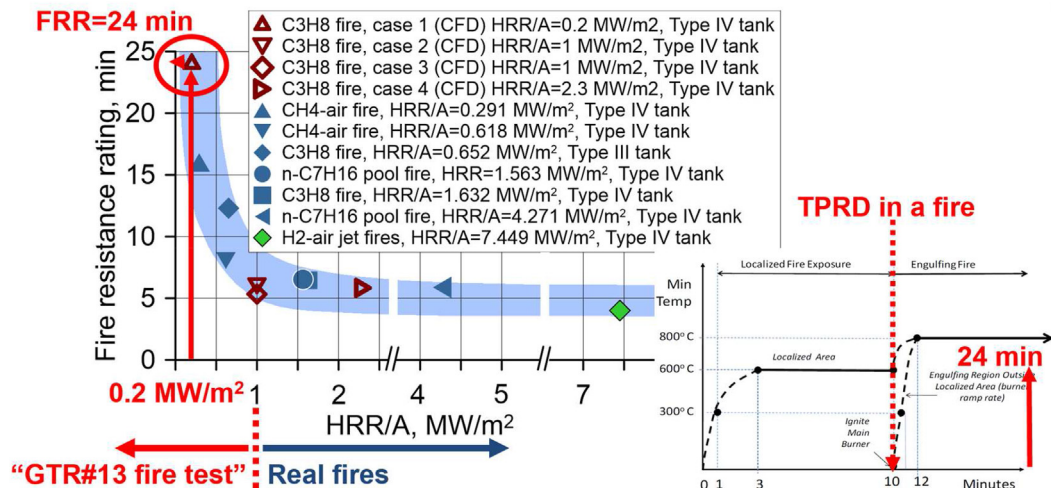 FRR=24 min
Fire resistance rating, min
25
20
15
10
5
0
C3H8 fire, case 1 (CFD) HRR/A=0.2 MW/m2, Type IV tank
C3H8 fire, case 2 (CFD) HRR/A=1 MW/m2, Type IV tank
C3H8 fire, case 3 (CFD) HRR/A=1 MW/m2, Type IV tank
C3H8 fire, case 4 (CFD) HRR/A=2.3 MW/m2, Type IV tank
CH4-air fire, HRR/A=0.291 MW/m², Type IV tank
CH4-air fire, HRR/A=0.618 MW/m², Type IV tank
C3H8 fire, HRR/A=0.652 MW/m², Type III tank
n-C7H16 pool fire, HRR=1.563 MW/m², Type IV tank
C3H8 fire, HRR/A=1.632 MW/m², Type IV tank
n-C7H16 pool fire, HRR/A=4.271 MW/m², Type IV tank
H2-air jet fires, HRR/A=7.449 MW/m², Type IV tank
0.2 MW/m²
1 2 4 5 7
HRR/A, MW/m²
“GTR#13 fire test”
Real fires
TPRD in a fire
Localized Fire Exposure
Engulfing Fire
Min
Temp
800° C
600° C
300° C
Localized Area
24 min
Engulfing Region Outside
Localized Area (burner
ramp rate)
Ignite
Main
Burner
0 1 3 10 12 Minutes